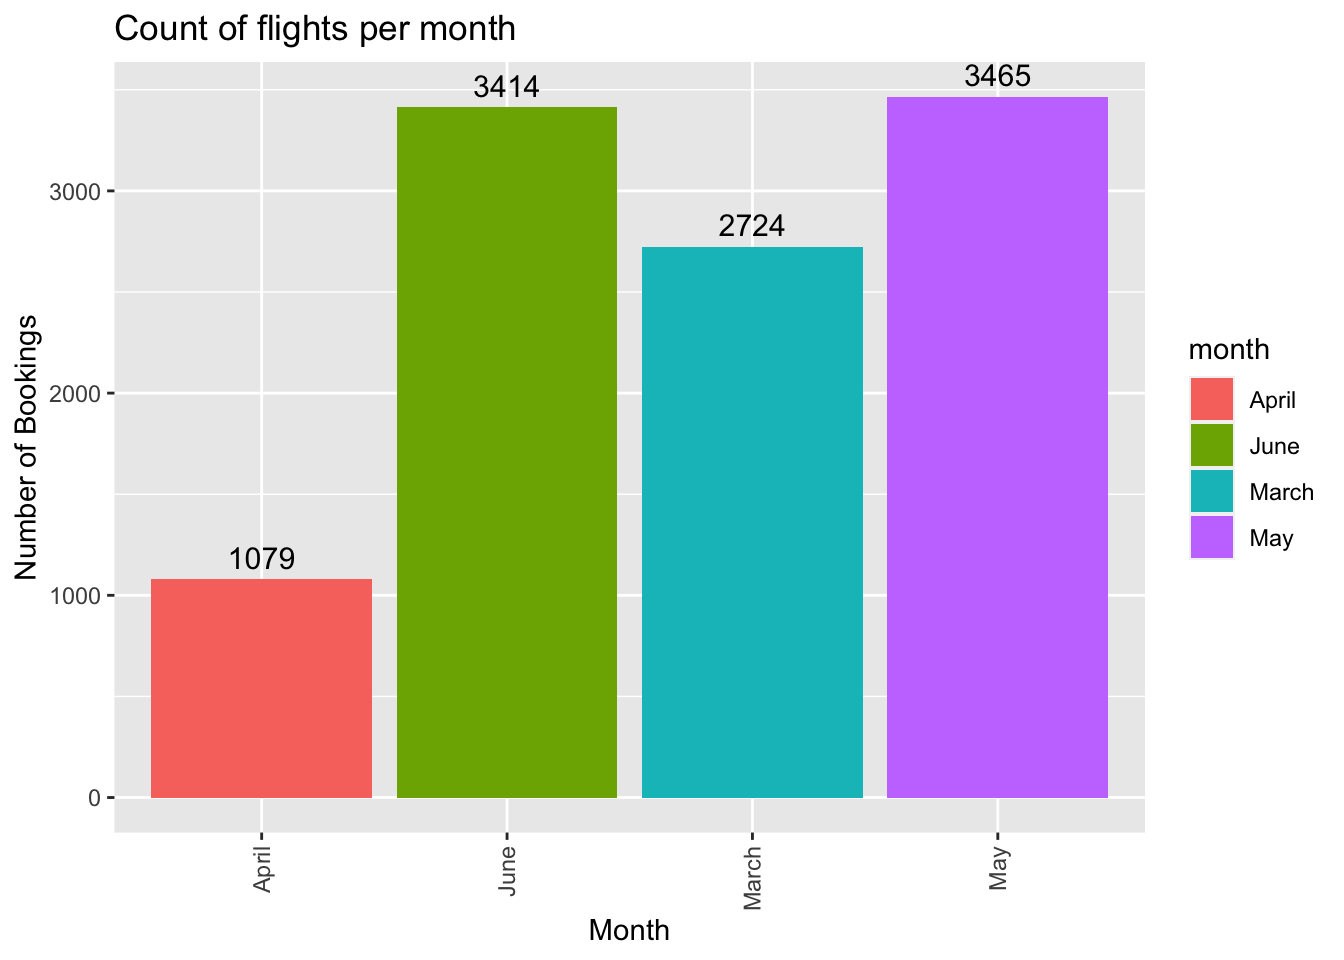 Count of flights per month
3465
3414
2724
1079
3000
2000
1000
0
Number of Bookings
April
June
March
May
Month
month
April
June
March
May